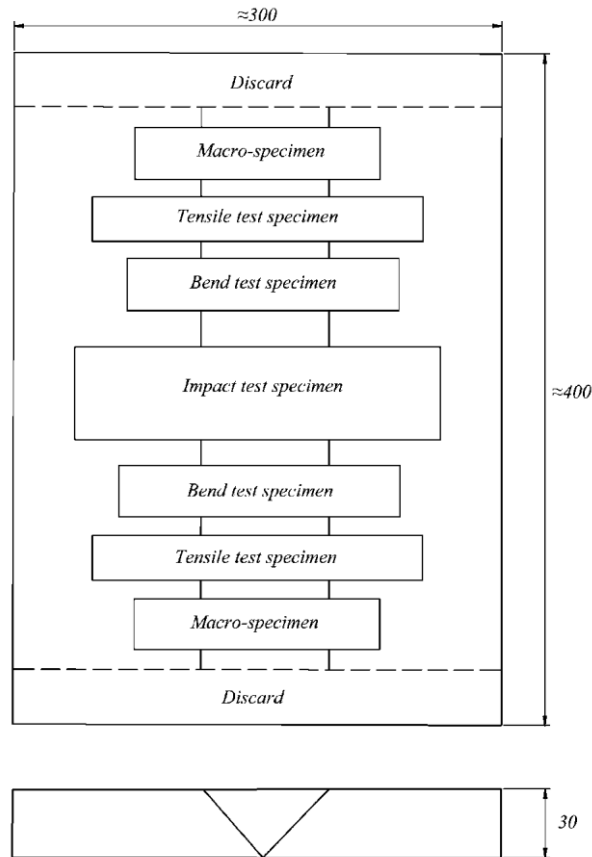 ≈300
Discard
Macro-specimen
Tensile test specimen
Bend test specimen
Impact test specimen
≈400
Bend test specimen
Tensile test specimen
Macro-specimen
Discard
30